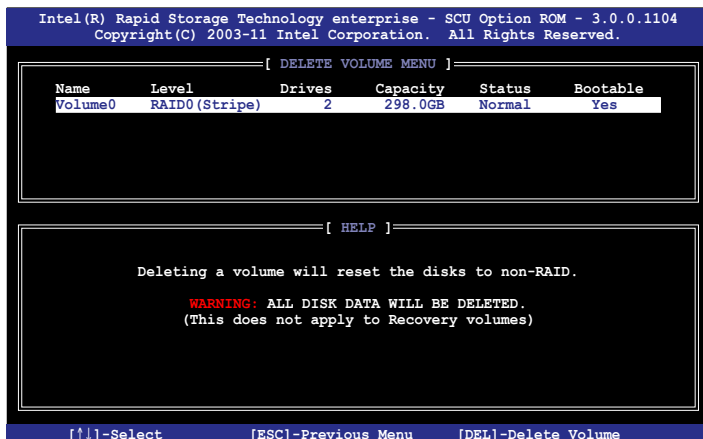 Intel(R) Rapid Storage Technology enterprise - SCU Option ROM - 3.0.0.1104
Copyright(C) 2003-11 Intel Corporation.  All Rights Reserved.
[ DELETE VOLUME MENU ]
Name Level Drives Capacity Status Bootable
Volume0 RAID0(Stripe) 2 298.0GB Normal Yes
[ HELP ]
Deleting a volume will reset the disks to non-RAID.
WARNING: ALL DISK DATA WILL BE DELETED.
(This does not apply to Recovery volumes)
[↑↓]-Select [ESC]-Previous Menu [DEL]-Delete Volume